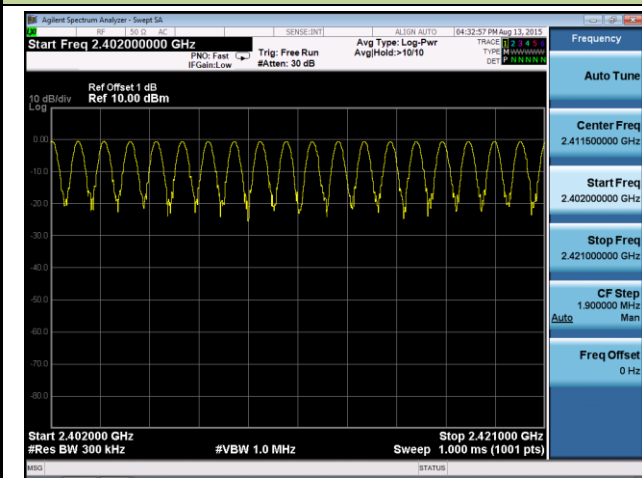 Agilent Spectrum Analyzer - Swept SA
RF 50 Ω AC SENSE:INT ALIGN AUTO 04:32:57 PM Aug 13, 2015
Start Freq 2.402000000 GHz
PNO: Fast
IFGain:Low
Trig: Free Run
#Atten: 30 dB
Avg Type: Log-Pwr
Avg|Hold:>10/10
TRACE 1 2 3 4 5 6
TYPE M WWWWW
DET P N N N N N
Ref Offset 1 dB
10 dB/div Ref 10.00 dBm
Log
0.00
-10.0
-20.0
-30.0
-40.0
-50.0
-60.0
-70.0
-80.0
Start 2.402000 GHz Stop 2.421000 GHz
#Res BW 300 kHz #VBW 1.0 MHz Sweep 1.000 ms (1001 pts)
MSG STATUS
Frequency
Auto Tune
Center Freq
2.411500000 GHz
Start Freq
2.402000000 GHz
Stop Freq
2.421000000 GHz
CF Step
1.900000 MHz
Auto Man
Freq Offset
0 Hz